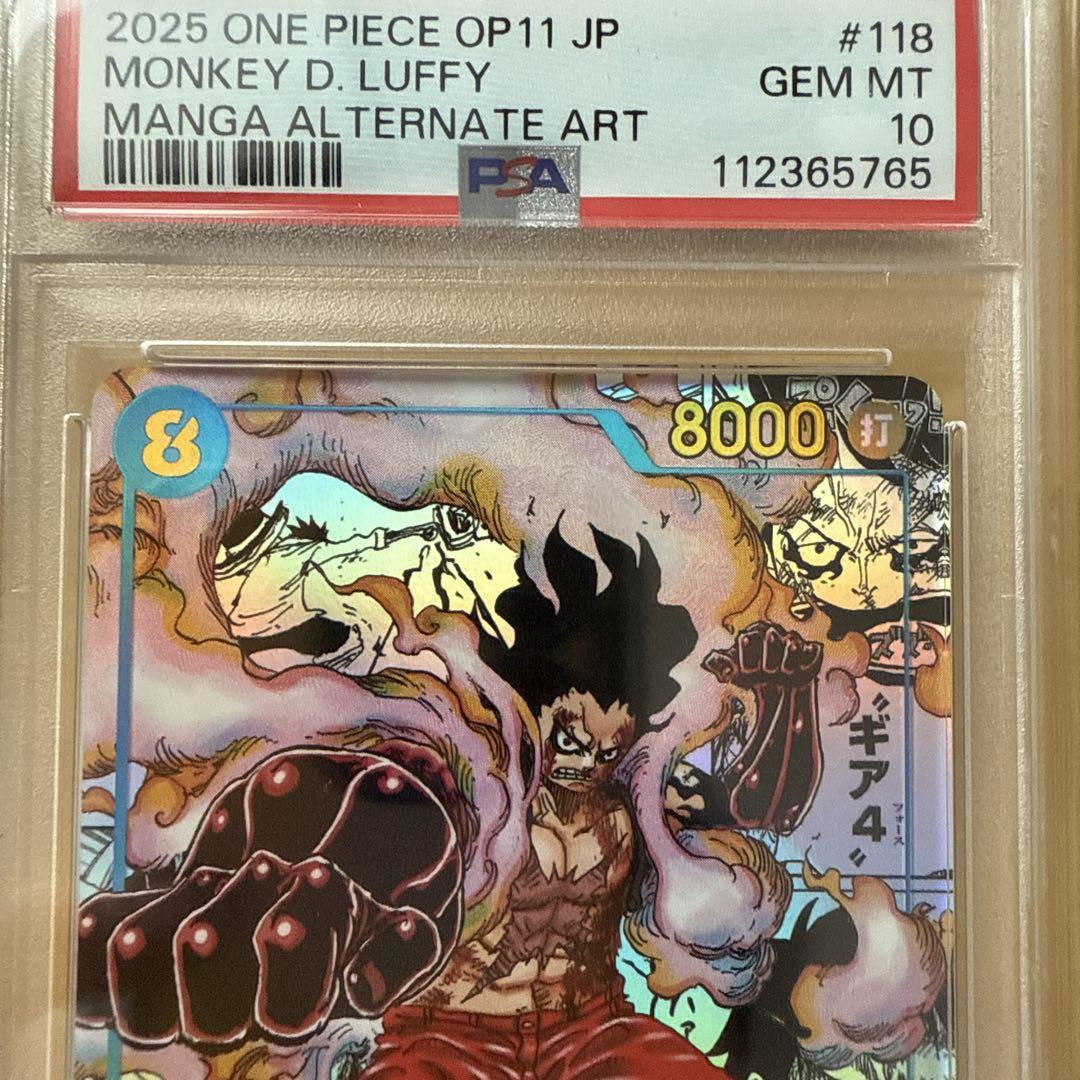 2025 ONE PIECE OP11 JP
#118
MONKEY D. LUFFY
GEM MT
MANGA ALTERNATE ART
10
PSA
112365765
8
8000
打
"ギア4"
フォース